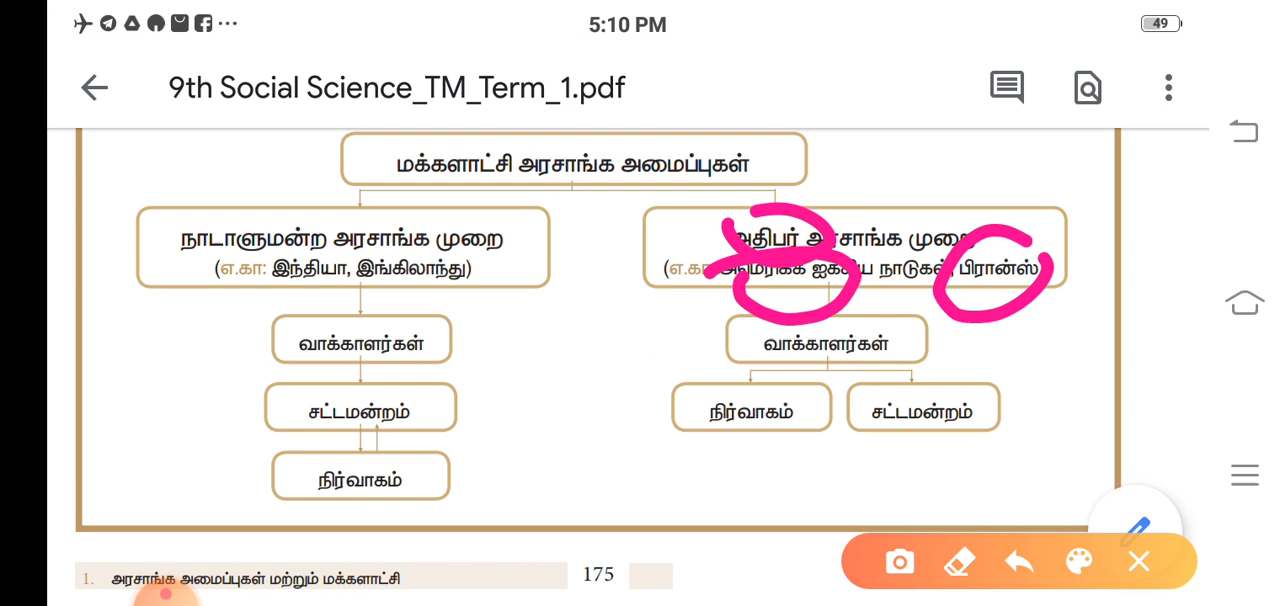 5:10 PM
49
9th Social Science_TM_Term_1.pdf
மக்களாட்சி அரசாங்க அமைப்புகள்
நாடாளுமன்ற அரசாங்க முறை
(எ.கா: இந்தியா, இங்கிலாந்து)
அதிபர் அரசாங்க முறை
(எ.கா: அமெரிக்க ஐக்கிய நாடுகள், பிரான்ஸ்)
வாக்காளர்கள்
வாக்காளர்கள்
சட்டமன்றம்
நிர்வாகம்
சட்டமன்றம்
நிர்வாகம்
1. அரசாங்க அமைப்புகள் மற்றும் மக்களாட்சி
175